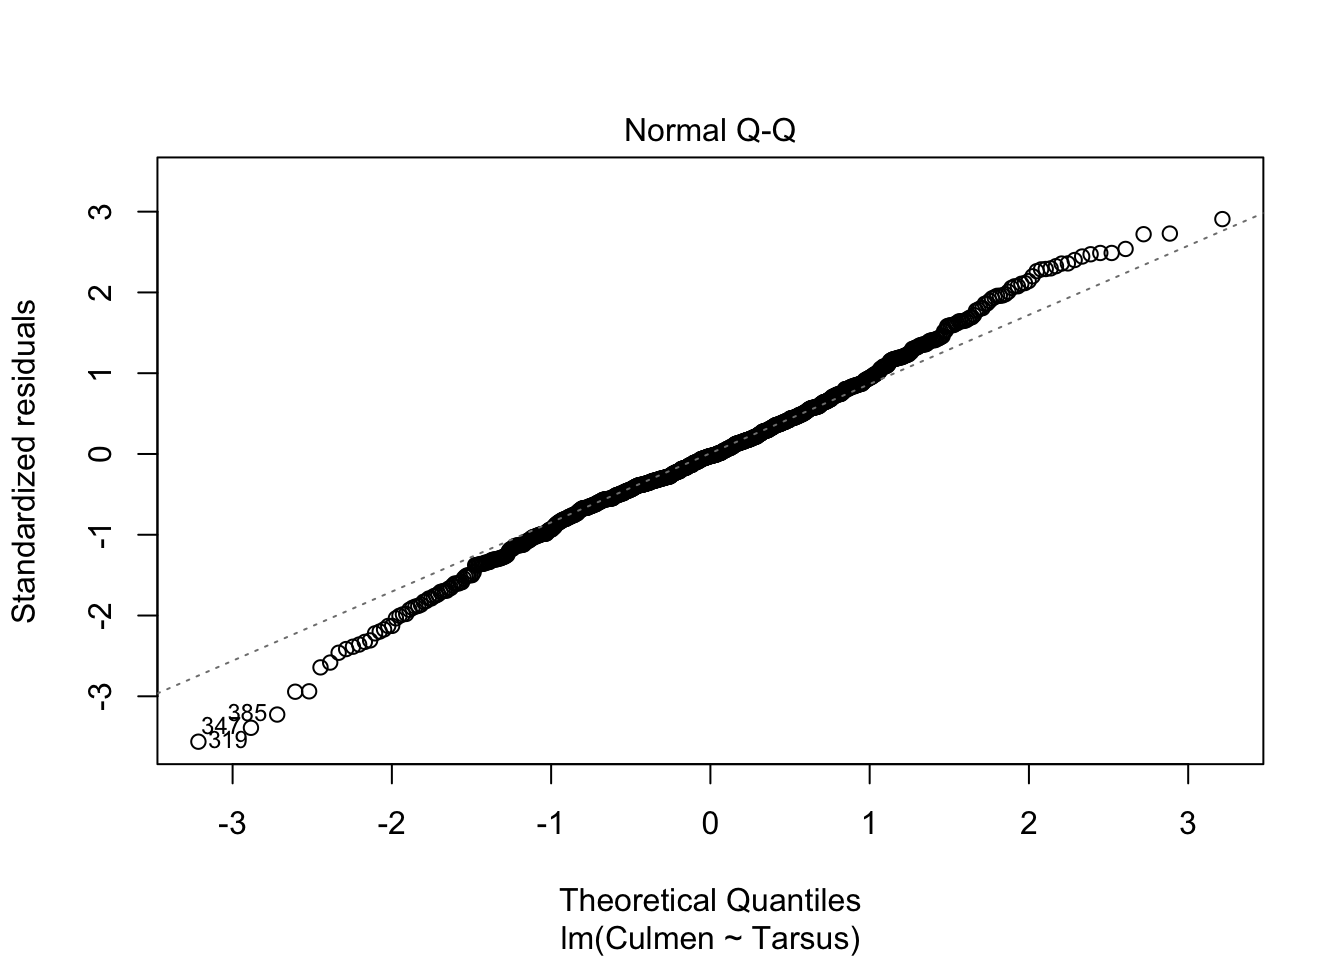 Normal Q-Q
Standardized residuals
3
2
1
0
-1
-2
-3
385
347
319
-3 -2 -1 0 1 2 3
Theoretical Quantiles
lm(Culmen ~ Tarsus)